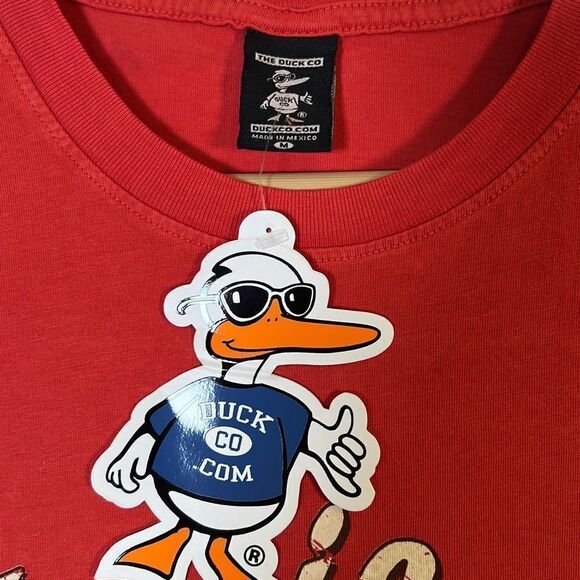 THE DUCK CO
DUCK
CO
®
DUCKCO.COM
MADE IN MEXICO
M
DUCK
CO
.COM
®